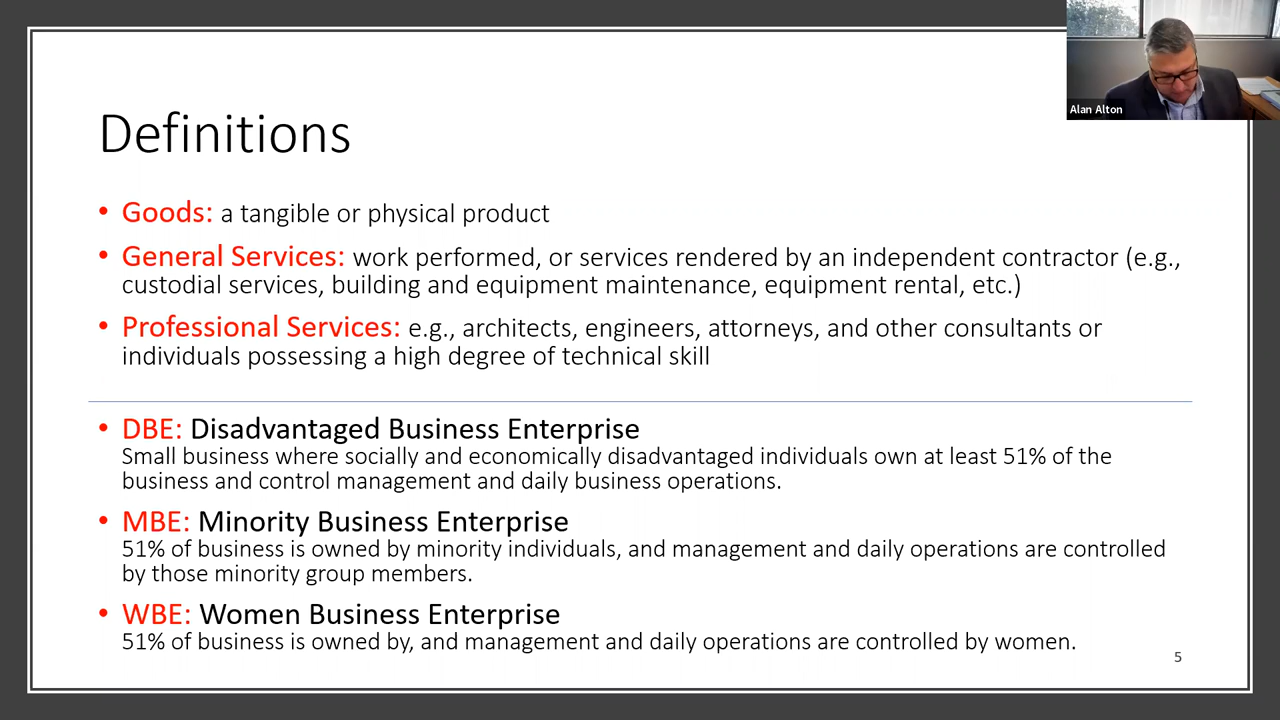 Alan Alton
Definitions
• Goods: a tangible or physical product
• General Services: work performed, or services rendered by an independent contractor (e.g.,
custodial services, building and equipment maintenance, equipment rental, etc.)
• Professional Services: e.g., architects, engineers, attorneys, and other consultants or
individuals possessing a high degree of technical skill
• DBE: Disadvantaged Business Enterprise
Small business where socially and economically disadvantaged individuals own at least 51% of the
business and control management and daily business operations.
• MBE: Minority Business Enterprise
51% of business is owned by minority individuals, and management and daily operations are controlled
by those minority group members.
• WBE: Women Business Enterprise
51% of business is owned by, and management and daily operations are controlled by women.
5